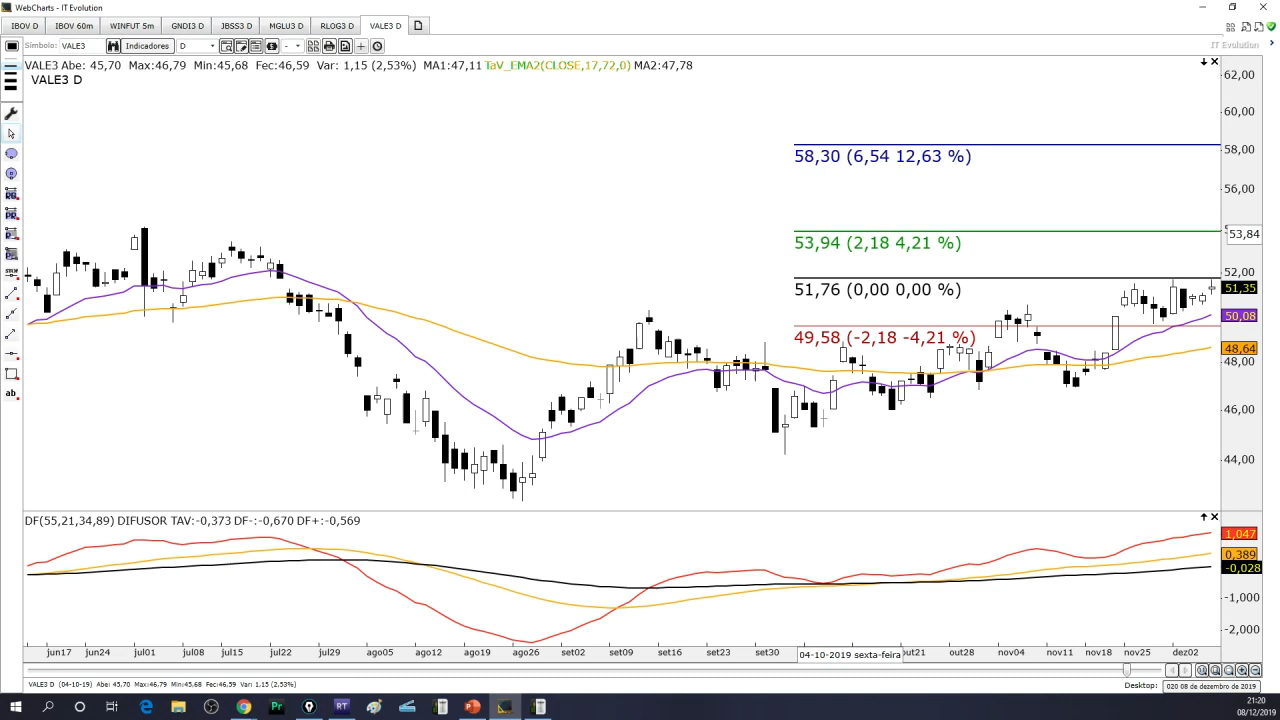 WebCharts - IT Evolution
IBOV D IBOV 60m WINFUT 5m GNDI3 D JBSS3 D MGLU3 D RLOG3 D VALE3 D
Símbolo: VALE3 Indicadores D
IT Evolution
VALE3 Abe: 45,70 Max:46,79 Min:45,68 Fec:46,59 Var: 1,15 (2,53%) MA1:47,11 TaV_EMA2(CLOSE,17,72,0) MA2:47,78
VALE3 D
62,00
60,00
58,00
58,30 (6,54 12,63 %)
56,00
53,84
53,94 (2,18 4,21 %)
52,00
51,35
51,76 (0,00 0,00 %)
50,08
49,58 (-2,18 -4,21 %)
48,64
48,00
46,00
44,00
DF(55,21,34,89) DIFUSOR TAV:-0,373 DF-:-0,670 DF+:-0,569
1,047
0,389
-0,028
-1,000
-2,000
jun17 jun24 jul01 jul08 jul15 jul22 jul29 ago05 ago12 ago19 ago26 set02 set09 set16 set23 set30 04-10-2019 sexta-feira out21 out28 nov04 nov11 nov18 nov25 dez02
VALE3 D (04-10-19) Abe: 45,70 Max:46,79 Min:45,68 Fec:46,59 Var: 1,15 (2,53%)
Desktop: 020 08 de dezembro de 2019
21:20
08/12/2019